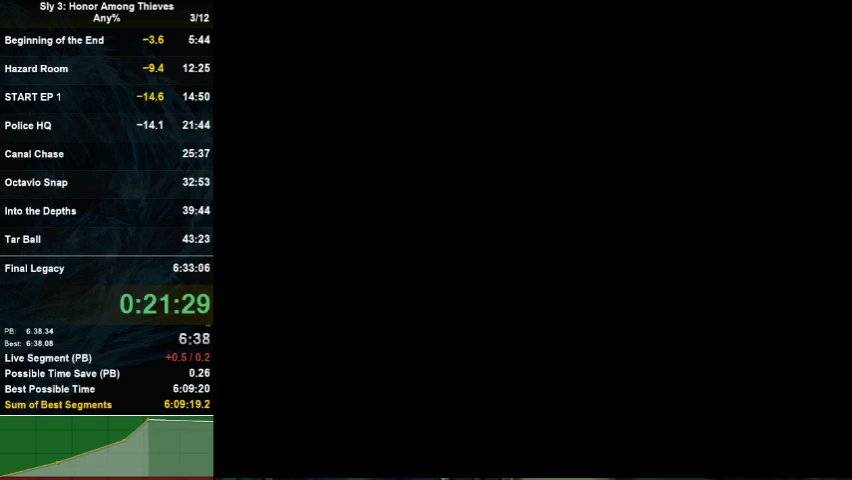 Sly 3: Honor Among Thieves
Any% 3/12
Beginning of the End −3.6 5:44
Hazard Room −9.4 12:25
START EP 1 −14.6 14:50
Police HQ −14.1 21:44
Canal Chase 25:37
Octavio Snap 32:53
Into the Depths 39:44
Tar Ball 43:23
Final Legacy 6:33:06
0:21:29
PB: 6.38.34
Best: 6.38.08
6:38
Live Segment (PB) +0.5 / 0.2
Possible Time Save (PB) 0.26
Best Possible Time 6:09:20
Sum of Best Segments 6:09:19.2